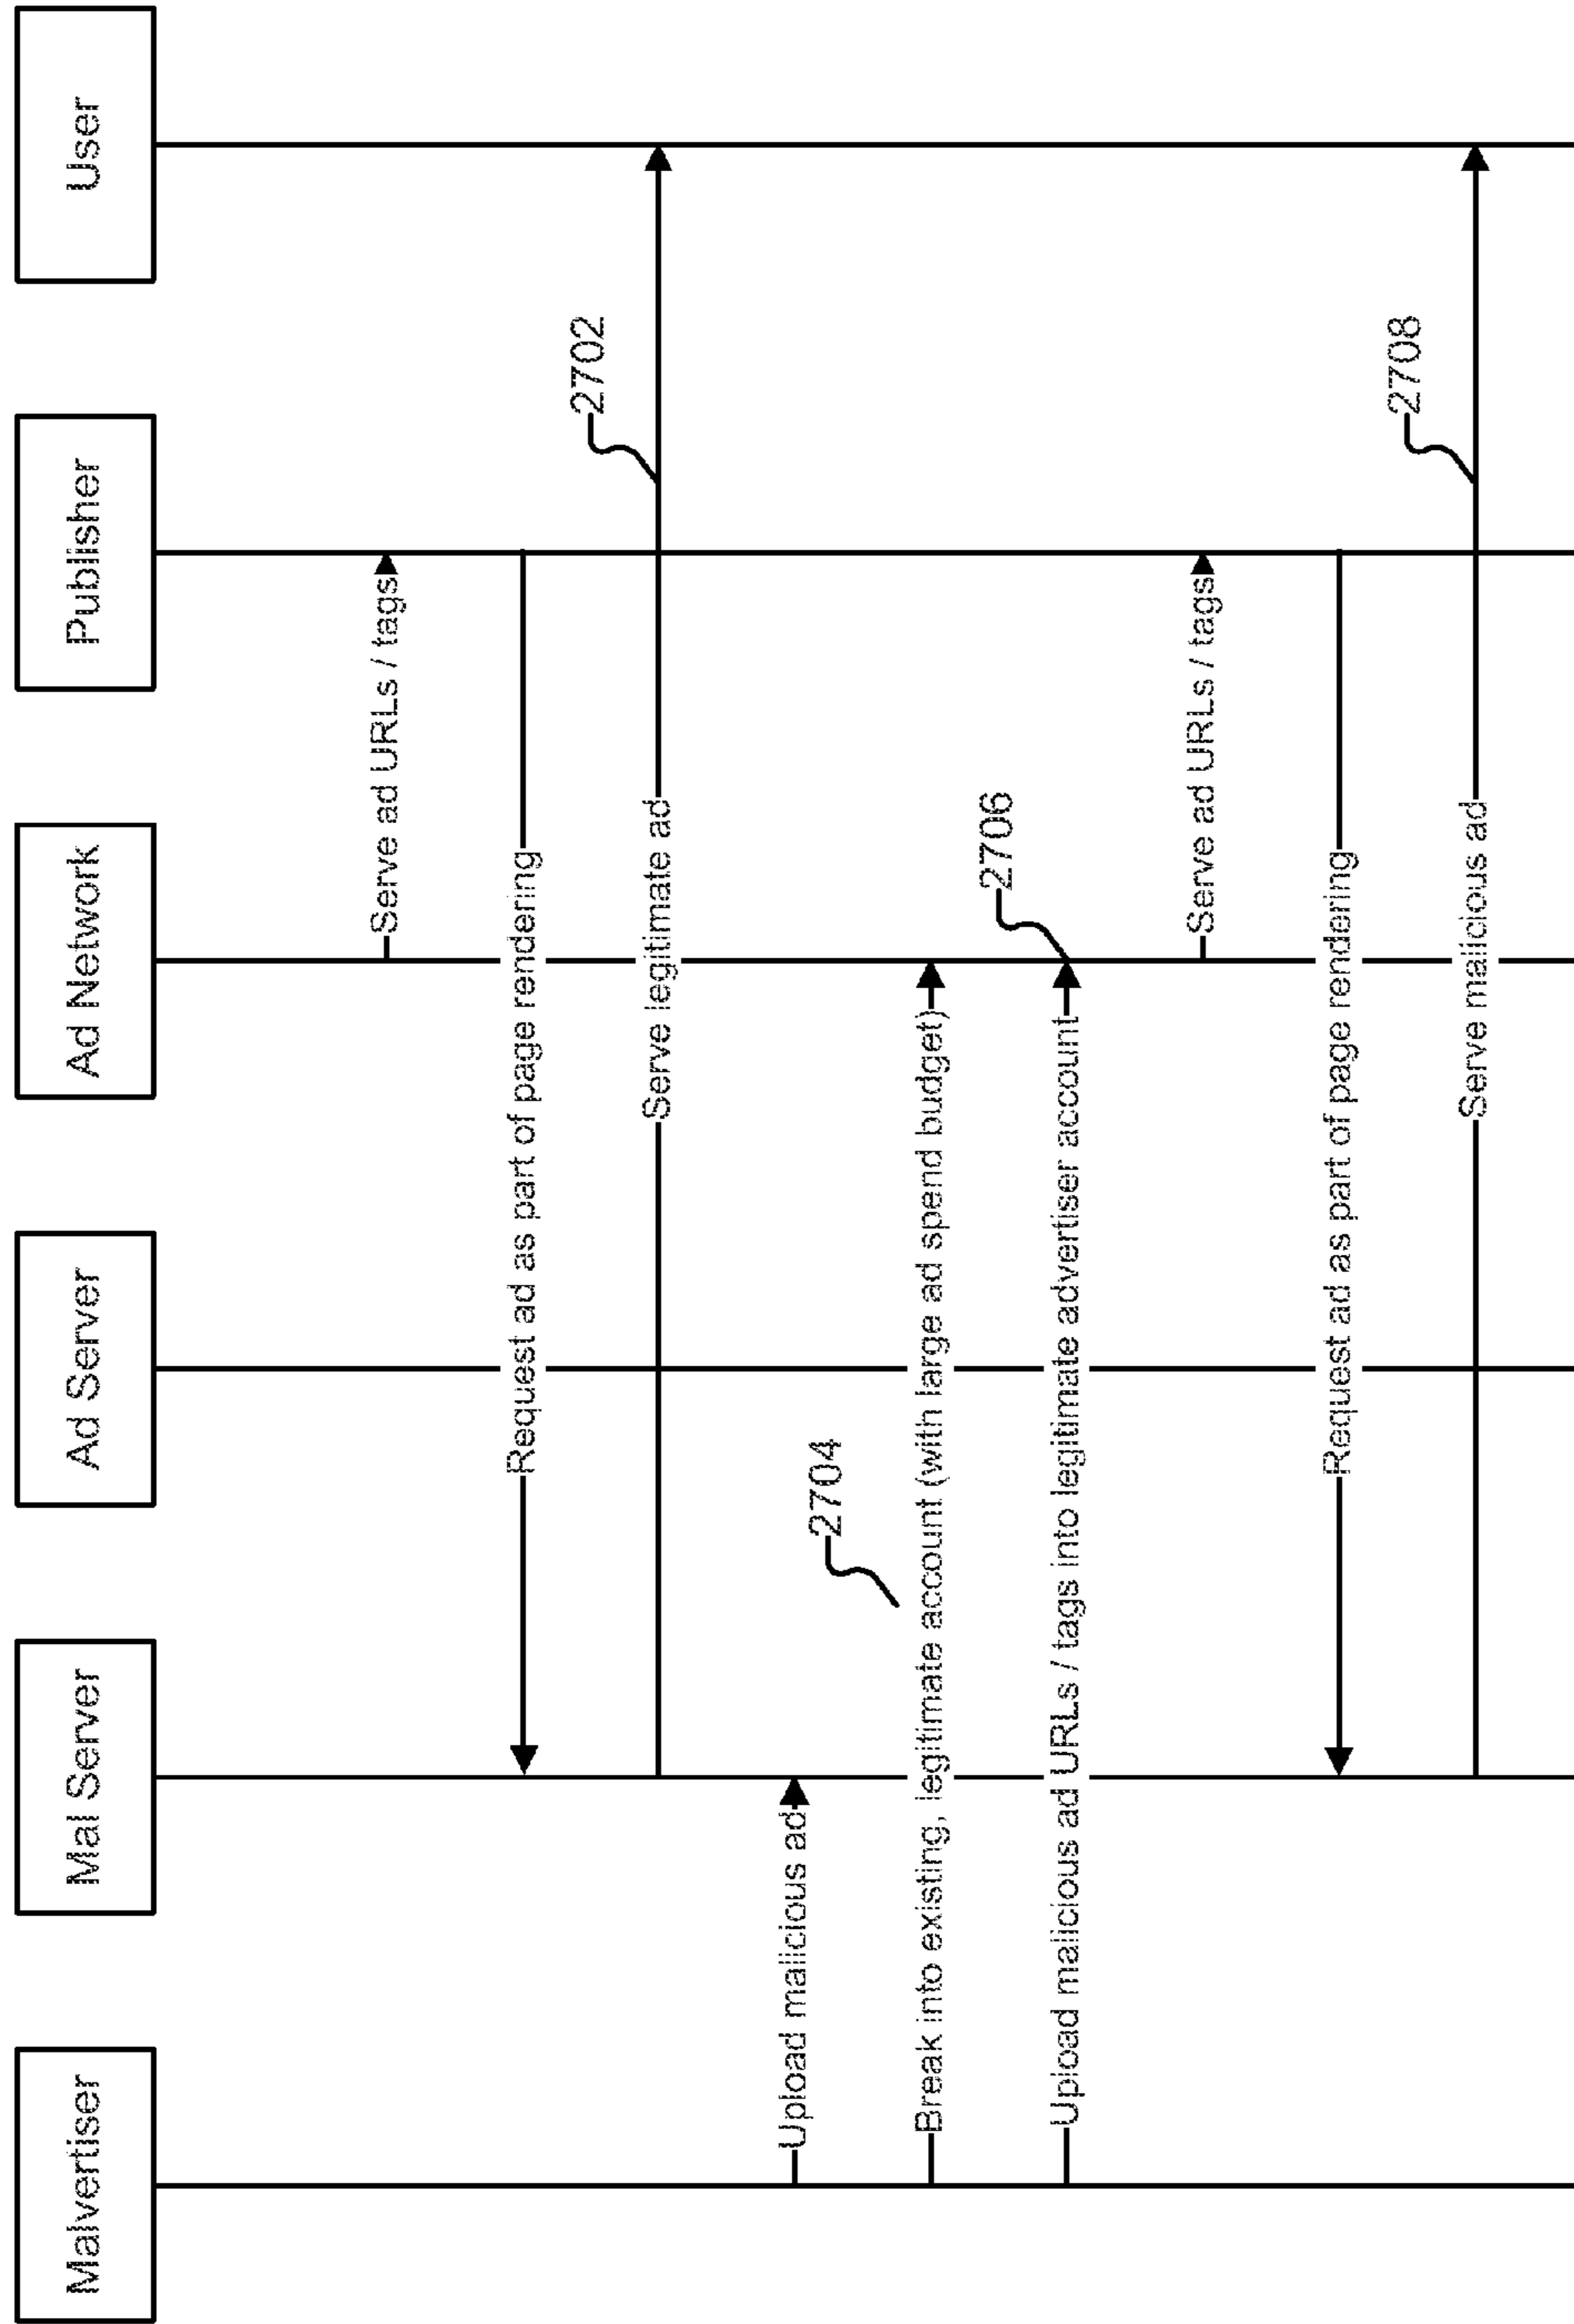 Malvertiser
Mal Server
Ad Server
Ad Network
Publisher
User
Serve ad URLs / tags
Request ad as part of page rendering
2702
Serve legitimate ad
2704
Upload malicious ad
Break into existing, legitimate account (with large ad spend budget)
2706
Upload malicious ad URLs / tags into legitimate advertiser account
Serve ad URLs / tags
Request ad as part of page rendering
2708
Serve malicious ad